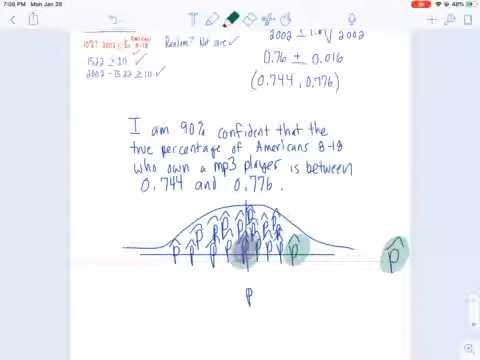 7:08 PM Mon Jan 28
48%
10%? 2002 ≤ Americans 8-18 ✓
Random? Not sure ✓
1522 ≥ 10 ✓
2002 - 1522 ≥ 10 ✓
2002 ± 2002
0.76 ± 0.016
(0.744, 0.776)
I am 90% confident that the
true percentage of Americans 8-18
who own a mp3 player is between
0.744 and 0.776.
p̂
p̂ p̂ p̂ p̂ p̂ p̂
p̂ p̂ p̂ p̂ p̂ p̂ p̂ p̂ p̂
p